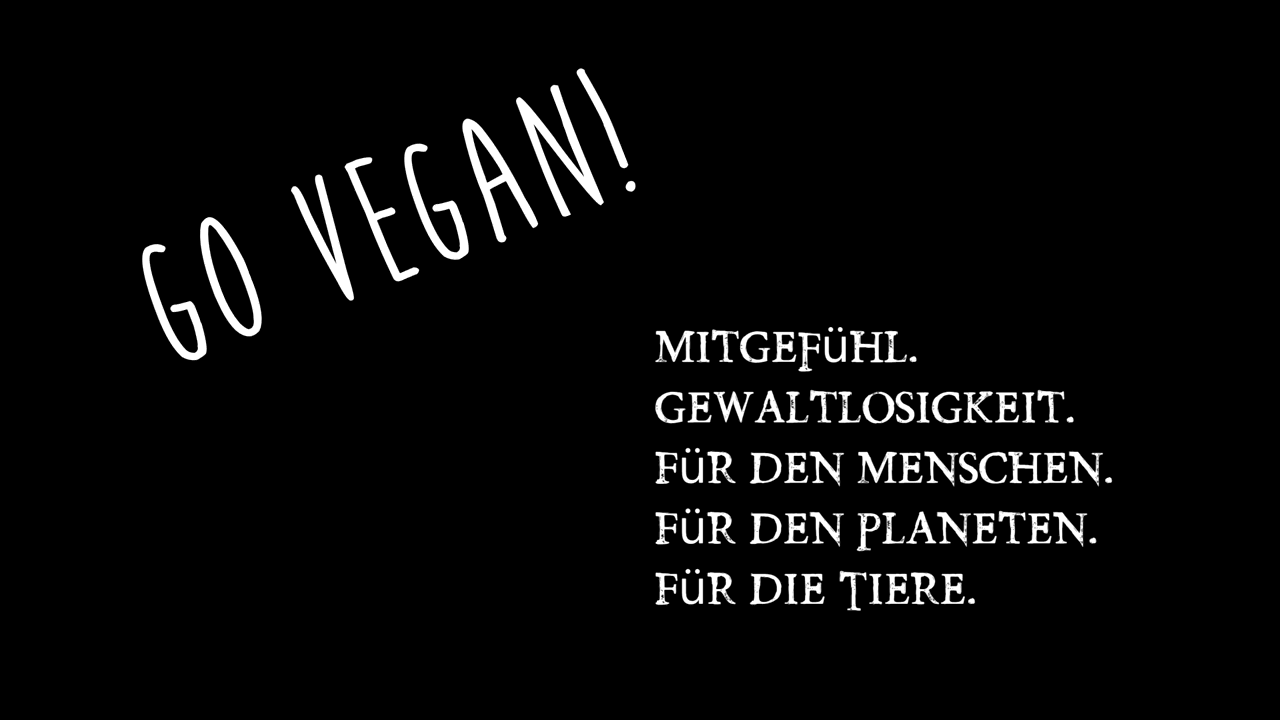 GO VEGAN!
MITGEFÜHL.
GEWALTLOSIGKEIT.
FÜR DEN MENSCHEN.
FÜR DEN PLANETEN.
FÜR DIE TIERE.